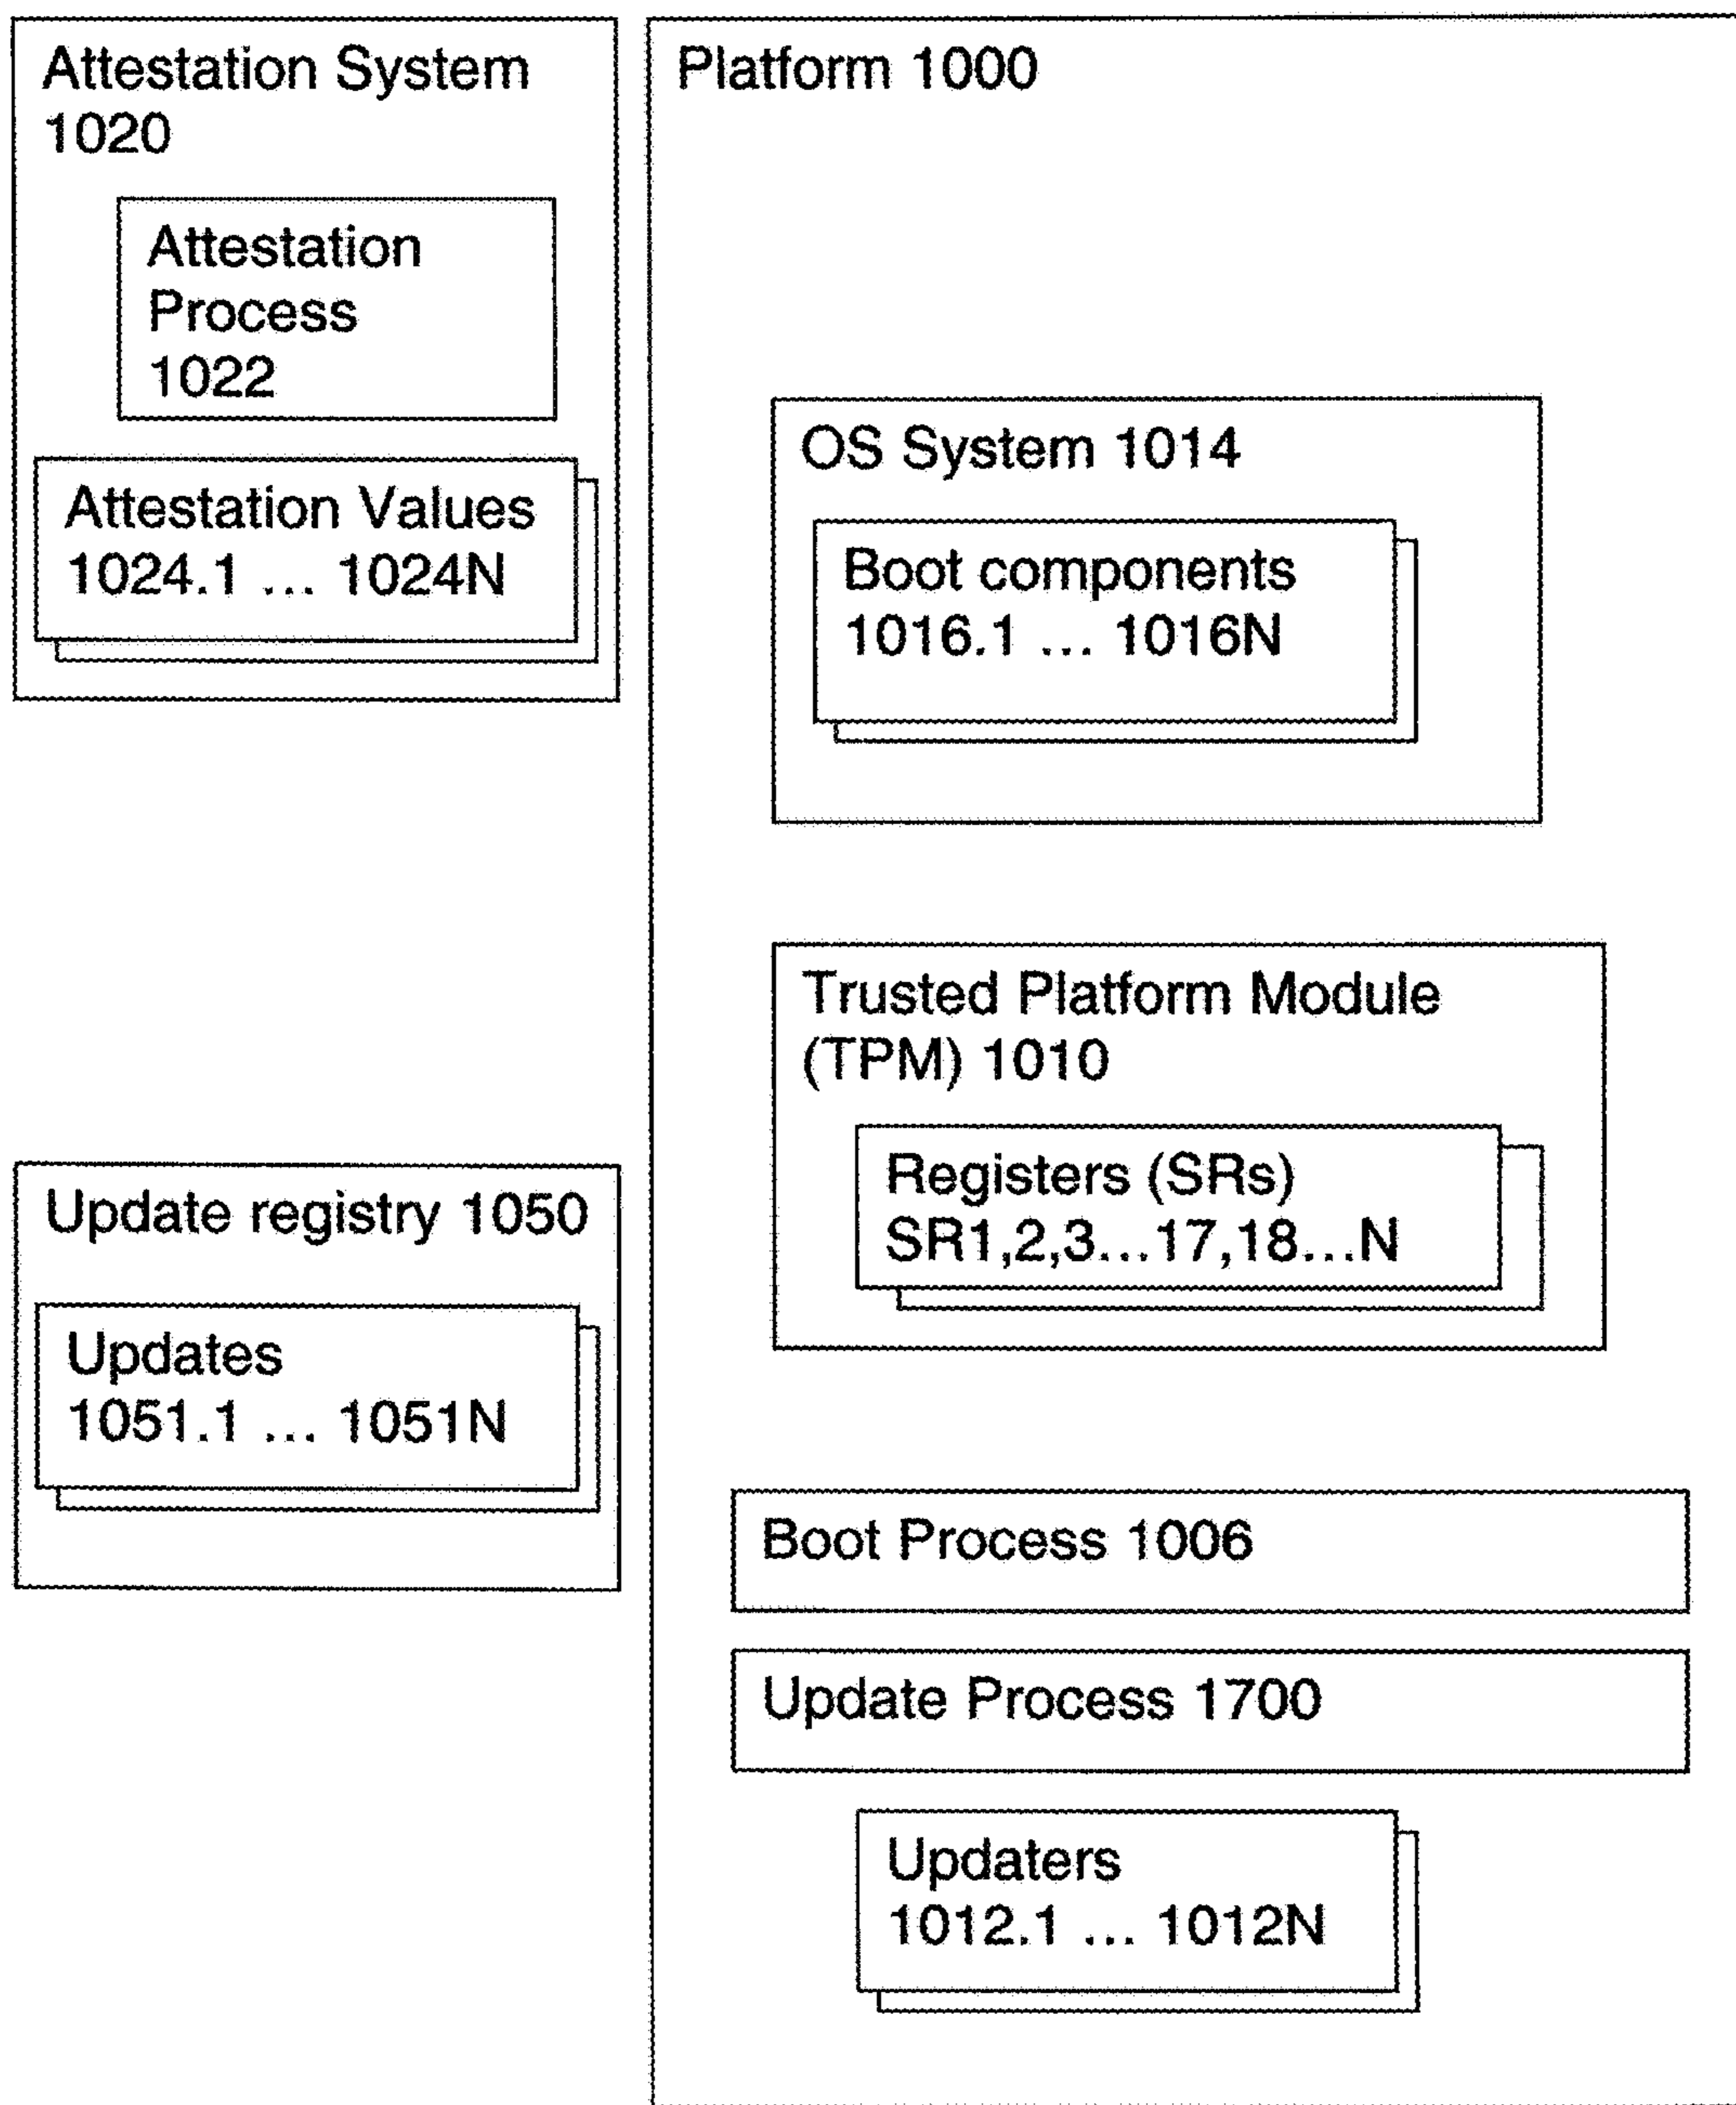 Attestation System
1020
Attestation
Process
1022
Attestation Values
1024.1 ... 1024N
Update registry 1050
Updates
1051.1 ... 1051N
Platform 1000
OS System 1014
Boot components
1016.1 ... 1016N
Trusted Platform Module
(TPM) 1010
Registers (SRs)
SR1,2,3...17,18...N
Boot Process 1006
Update Process 1700
Updaters
1012.1 ... 1012N